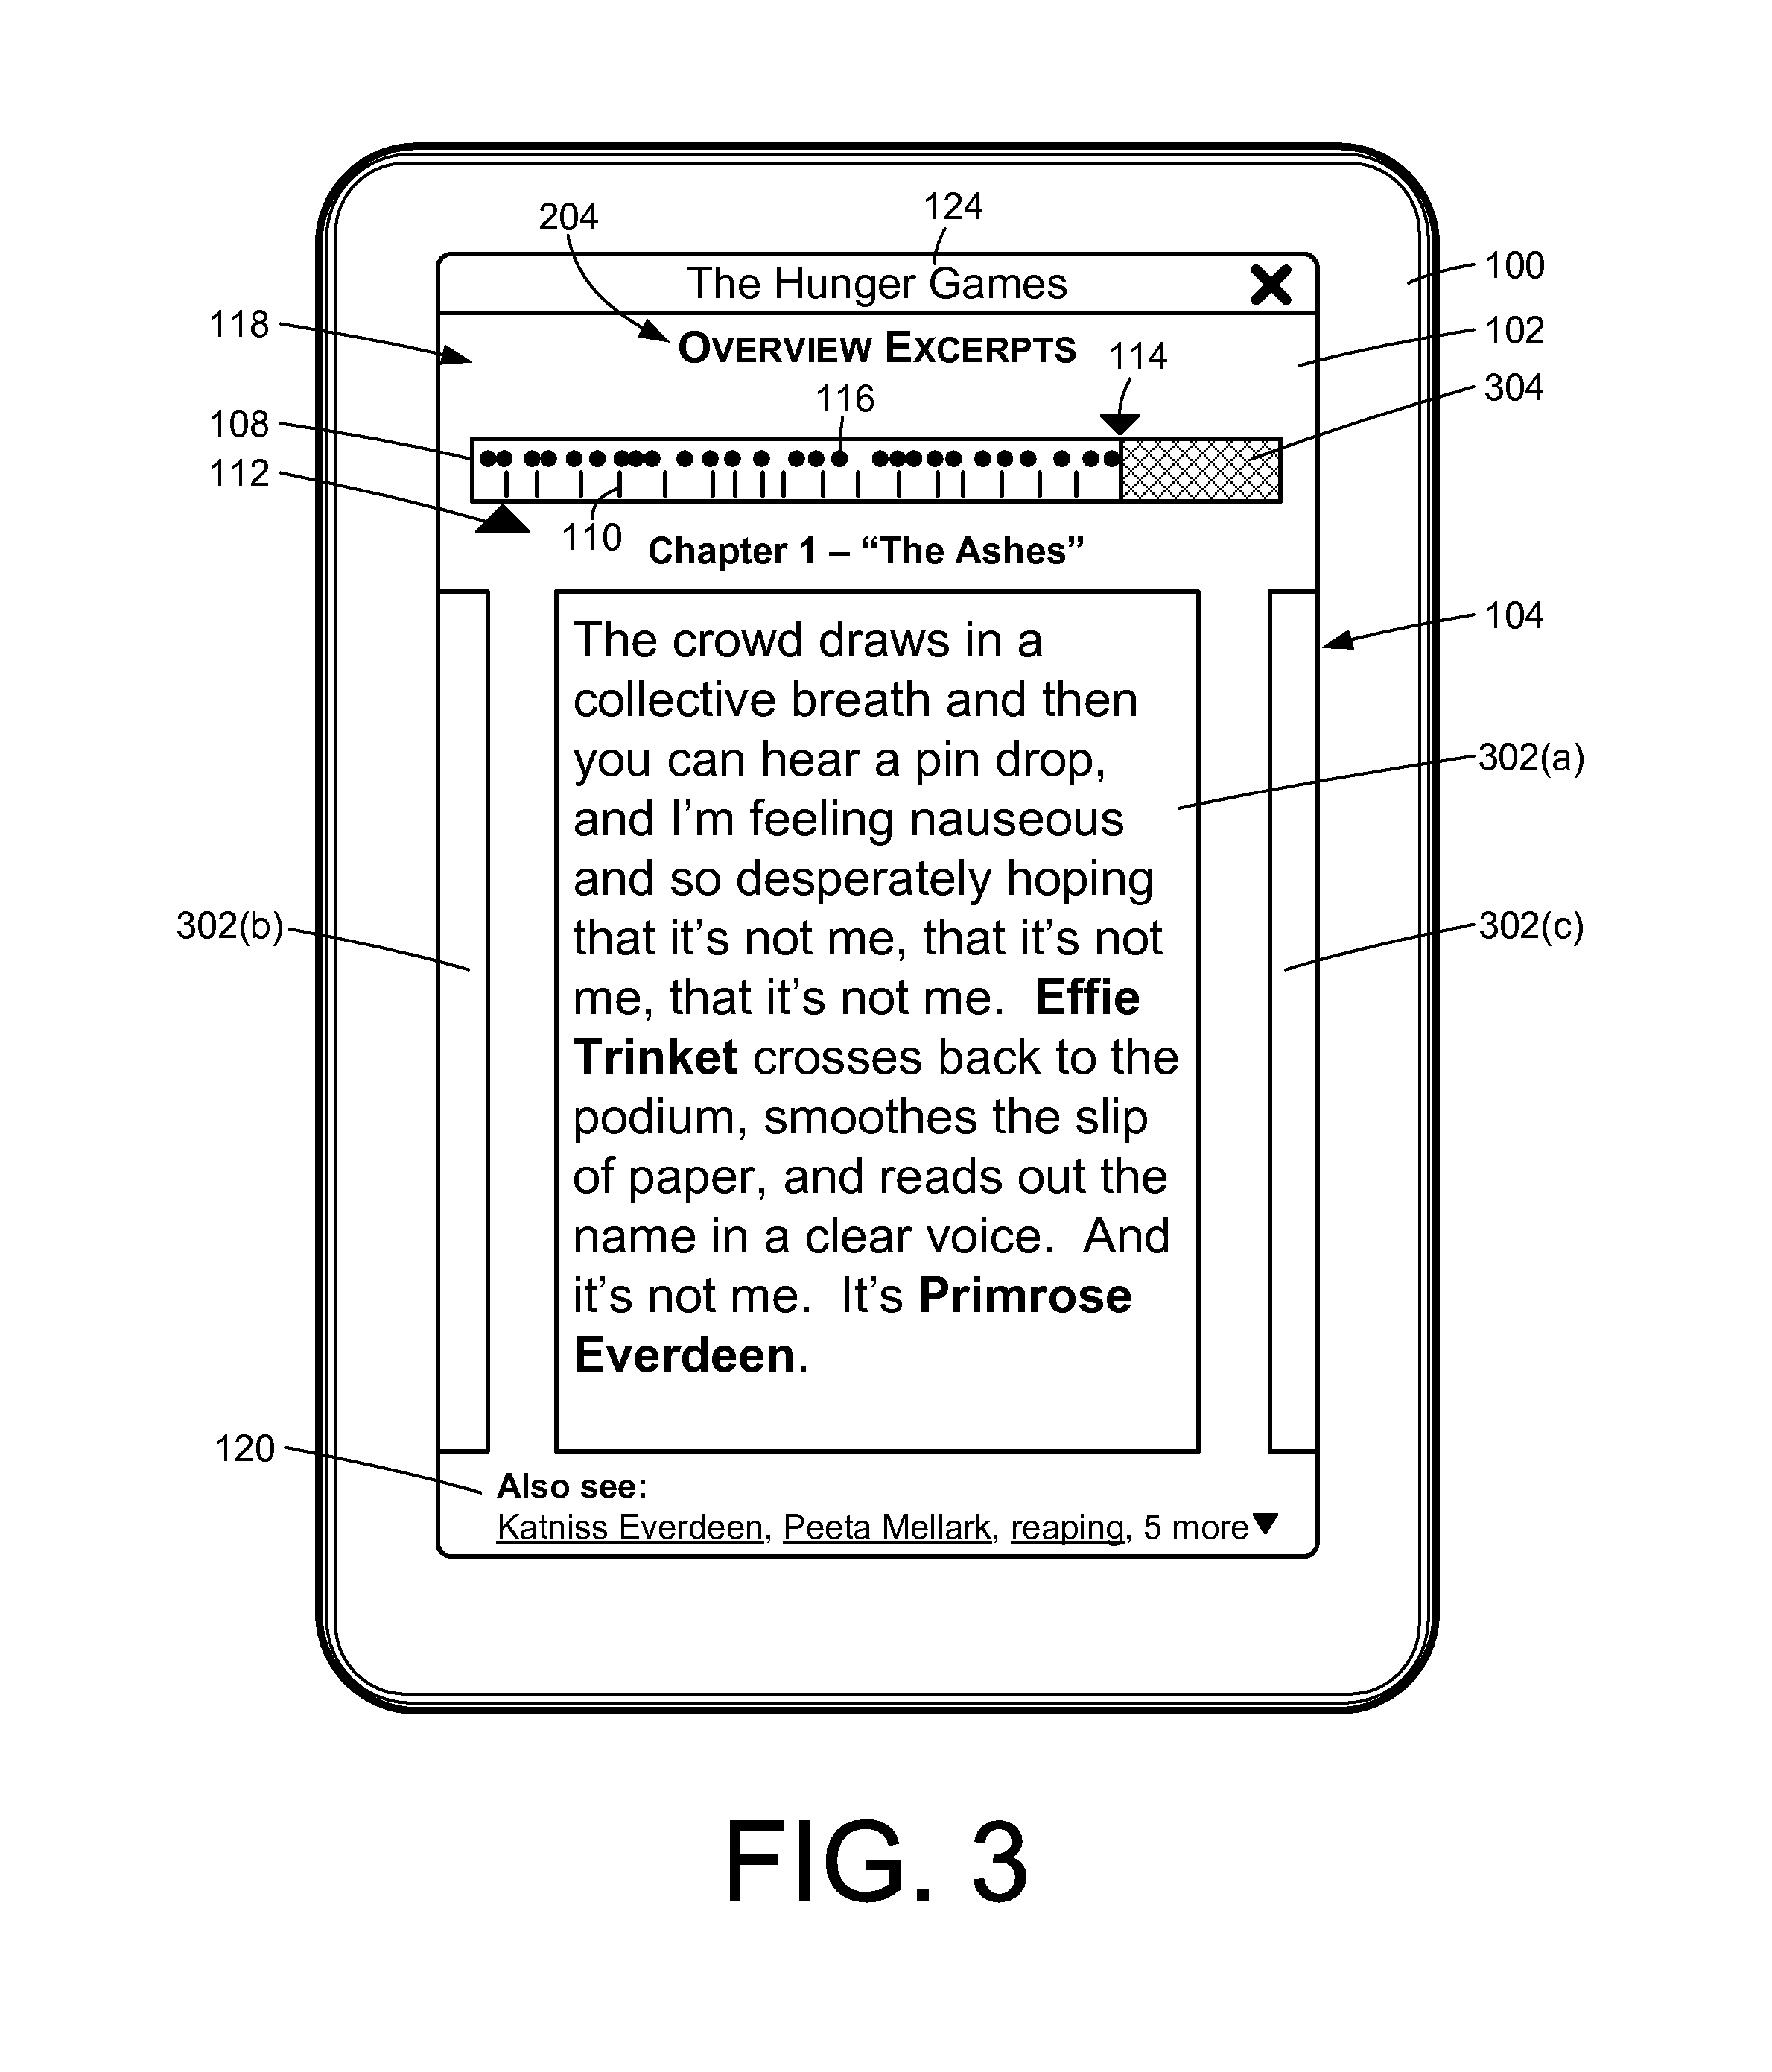 124
204
The Hunger Games
100
118
OVERVIEW EXCERPTS
102
114
304
116
108
112
110
Chapter 1 – “The Ashes”
104
The crowd draws in a
collective breath and then
you can hear a pin drop,
302(a)
and I’m feeling nauseous
and so desperately hoping
302(b)
302(c)
that it’s not me, that it’s not
me, that it’s not me. Effie
Trinket crosses back to the
podium, smoothes the slip
of paper, and reads out the
name in a clear voice. And
it’s not me. It’s Primrose
Everdeen.
120
Also see:
Katniss Everdeen, Peeta Mellark, reaping, 5 more
FIG. 3